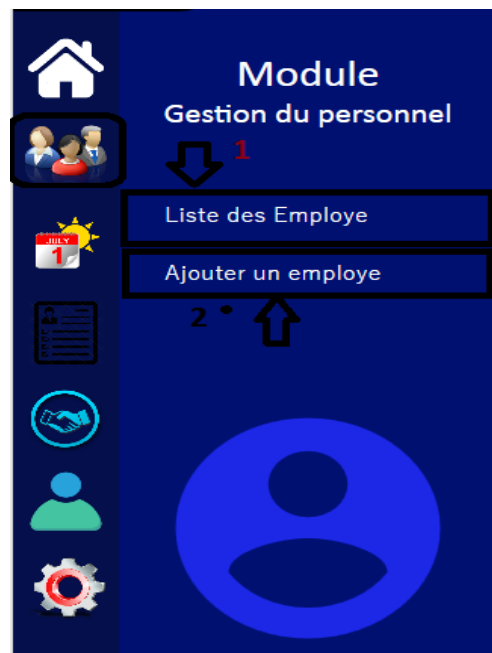 Module
Gestion du personnel
1
Liste des Employe
JULY
1
Ajouter un employe
2